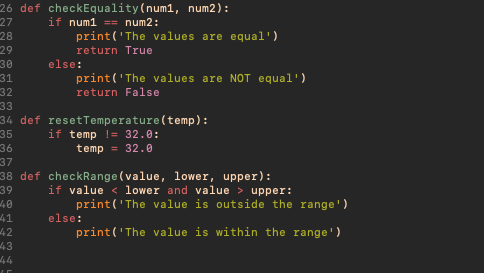 26 def checkEquality(num1, num2):
27     if num1 == num2:
28         print('The values are equal')
29         return True
30     else:
31         print('The values are NOT equal')
32         return False
33
34 def resetTemperature(temp):
35     if temp != 32.0:
36         temp = 32.0
37
38 def checkRange(value, lower, upper):
39     if value < lower and value > upper:
40         print('The value is outside the range')
41     else:
42         print('The value is within the range')
43
44